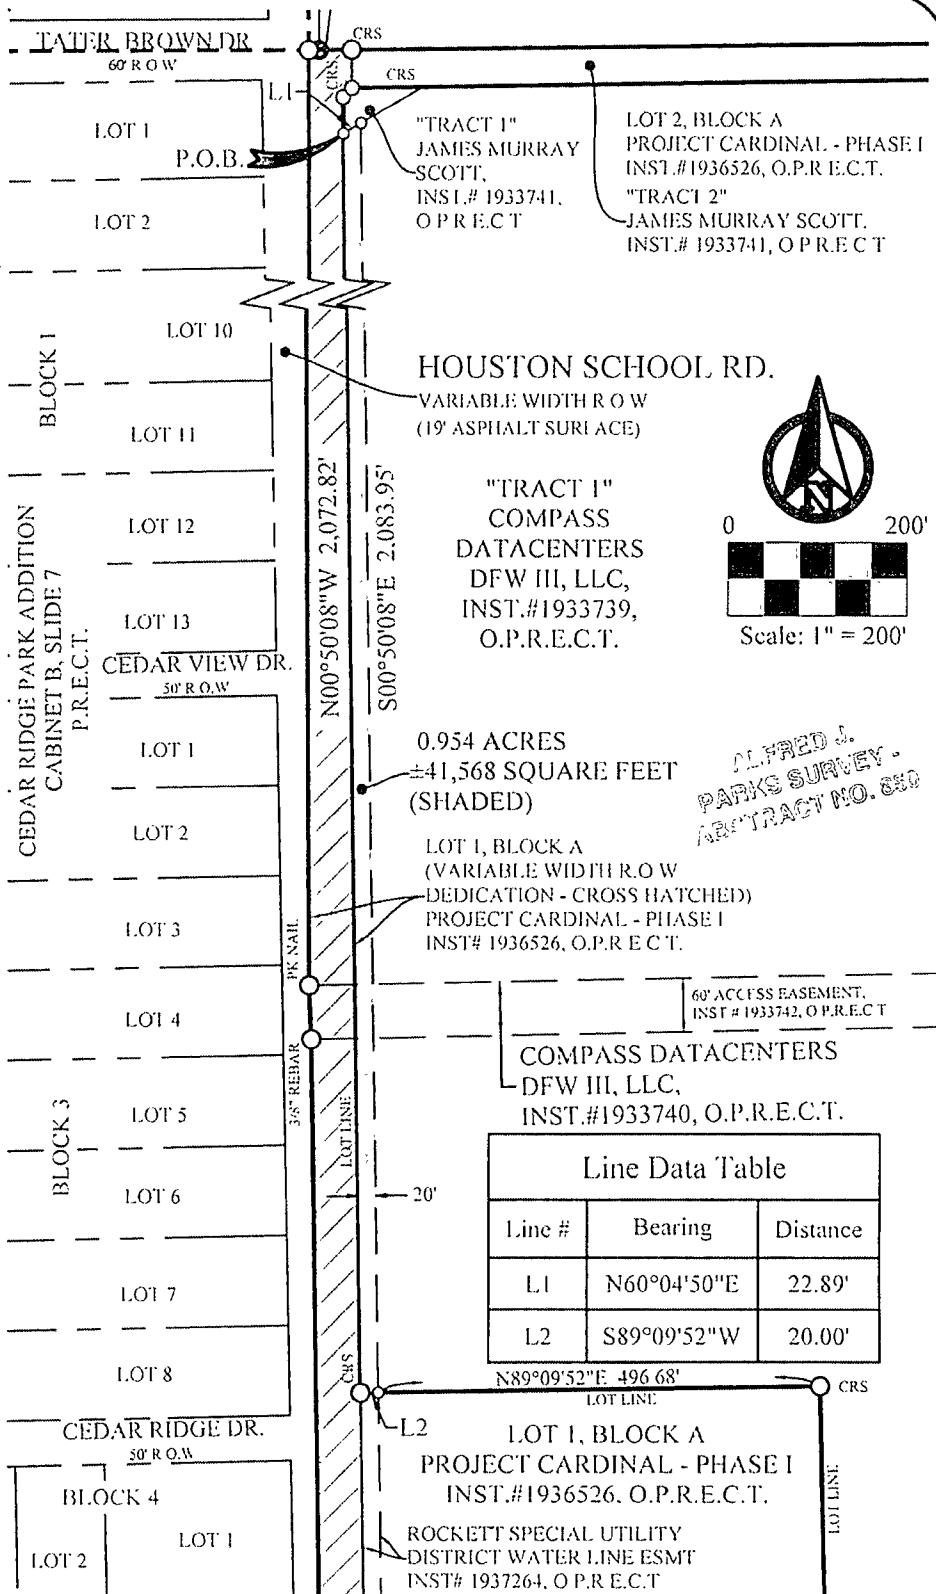 CRS
TATER BROWN DR
60' R O W
CRS
CRS
L1
LOT 1
P.O.B.
"TRACT 1"
JAMES MURRAY
SCOTT,
INST.# 1933741,
O P R.E.C T
LOT 2, BLOCK A
PROJECT CARDINAL - PHASE I
INST.#1936526, O.P.R E.C.T.
"TRACT 2"
JAMES MURRAY SCOTT,
INST.# 1933741, O P R.E.C T
LOT 2
LOT 10
BLOCK 1
HOUSTON SCHOOL RD.
VARIABLE WIDTH R O W
(19' ASPHALT SURFACE)
LOT 11
N00°50'08"W 2,072.82'
S00°50'08"E 2,083.95'
"TRACT 1"
COMPASS
DATACENTERS
DFW III, LLC,
INST.#1933739,
O.P.R.E.C.T.
N
0 200'
Scale: 1" = 200'
LOT 12
LOT 13
CEDAR RIDGE PARK ADDITION
CABINET B, SLIDE 7
P.R.E.C.T.
CEDAR VIEW DR.
50' R O.W
LOT 1
0.954 ACRES
±41,568 SQUARE FEET
(SHADED)
ALFRED J.
PARKS SURVEY -
ABSTRACT NO. 850
LOT 2
LOT 1, BLOCK A
(VARIABLE WIDTH R.O W
DEDICATION - CROSS HATCHED)
PROJECT CARDINAL - PHASE I
INST# 1936526, O.P.R E C T.
LOT 3
PK NAIL
LOT 4
60' ACCESS EASEMENT,
INST # 1933742, O P.R.E.C T
3/8" REBAR
COMPASS DATACENTERS
DFW III, LLC,
INST.#1933740, O.P.R.E.C.T.
LOT 5
BLOCK 3
LOT LINE
LOT 6
20'
Line Data Table
Line # Bearing Distance
L1 N60°04'50"E 22.89'
L2 S89°09'52"W 20.00'
LOT 7
LOT 8
CRS
N89°09'52"E 496 68'
LOT LINE
CRS
CEDAR RIDGE DR.
50' R O.W
L2
LOT 1, BLOCK A
PROJECT CARDINAL - PHASE I
INST.#1936526. O.P.R.E.C.T.
LOT LINE
BLOCK 4
LOT 1
LOT 2
ROCKETT SPECIAL UTILITY
DISTRICT WATER LINE ESMT
INST# 1937264, O P R E.C.T